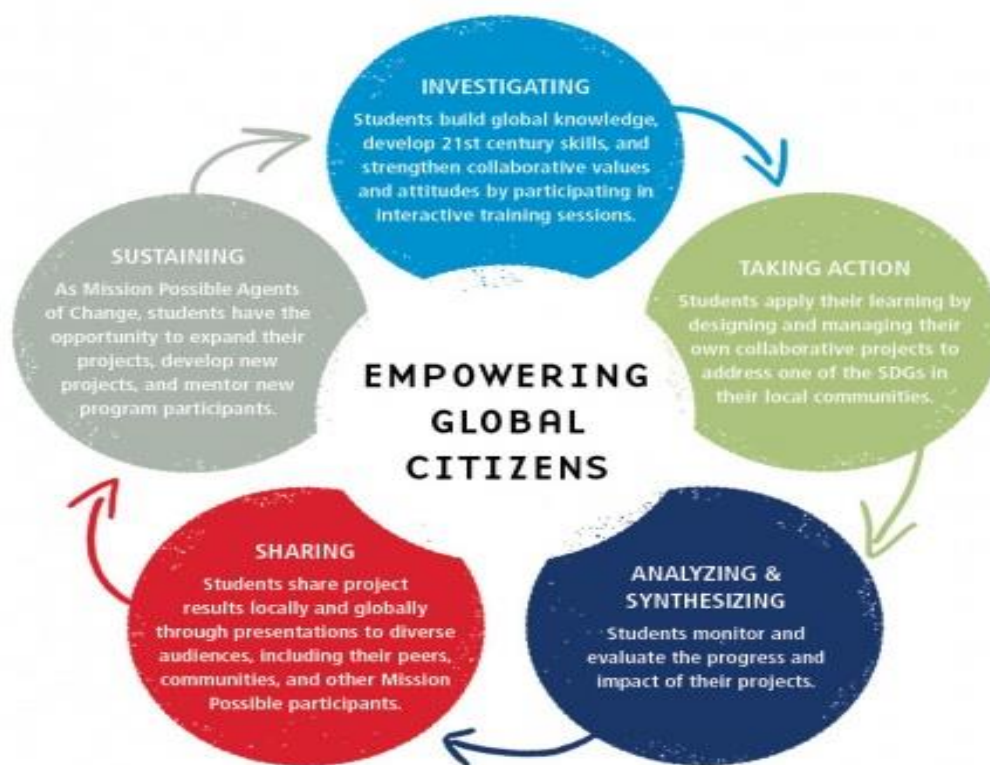 INVESTIGATING
Students build global knowledge,
develop 21st century skills, and
strengthen collaborative values
and attitudes by participating in
interactive training sessions.
TAKING ACTION
Students apply their learning by
designing and managing their
own collaborative projects to
address one of the SDGs in
their local communities.
ANALYZING &
SYNTHESIZING
Students monitor and
evaluate the progress and
impact of their projects.
SHARING
Students share project
results locally and globally
through presentations to diverse
audiences, including their peers,
communities, and other Mission
Possible participants.
SUSTAINING
As Mission Possible Agents
of Change, students have the
opportunity to expand their
projects, develop new
projects, and mentor new
program participants.
EMPOWERING
GLOBAL
CITIZENS